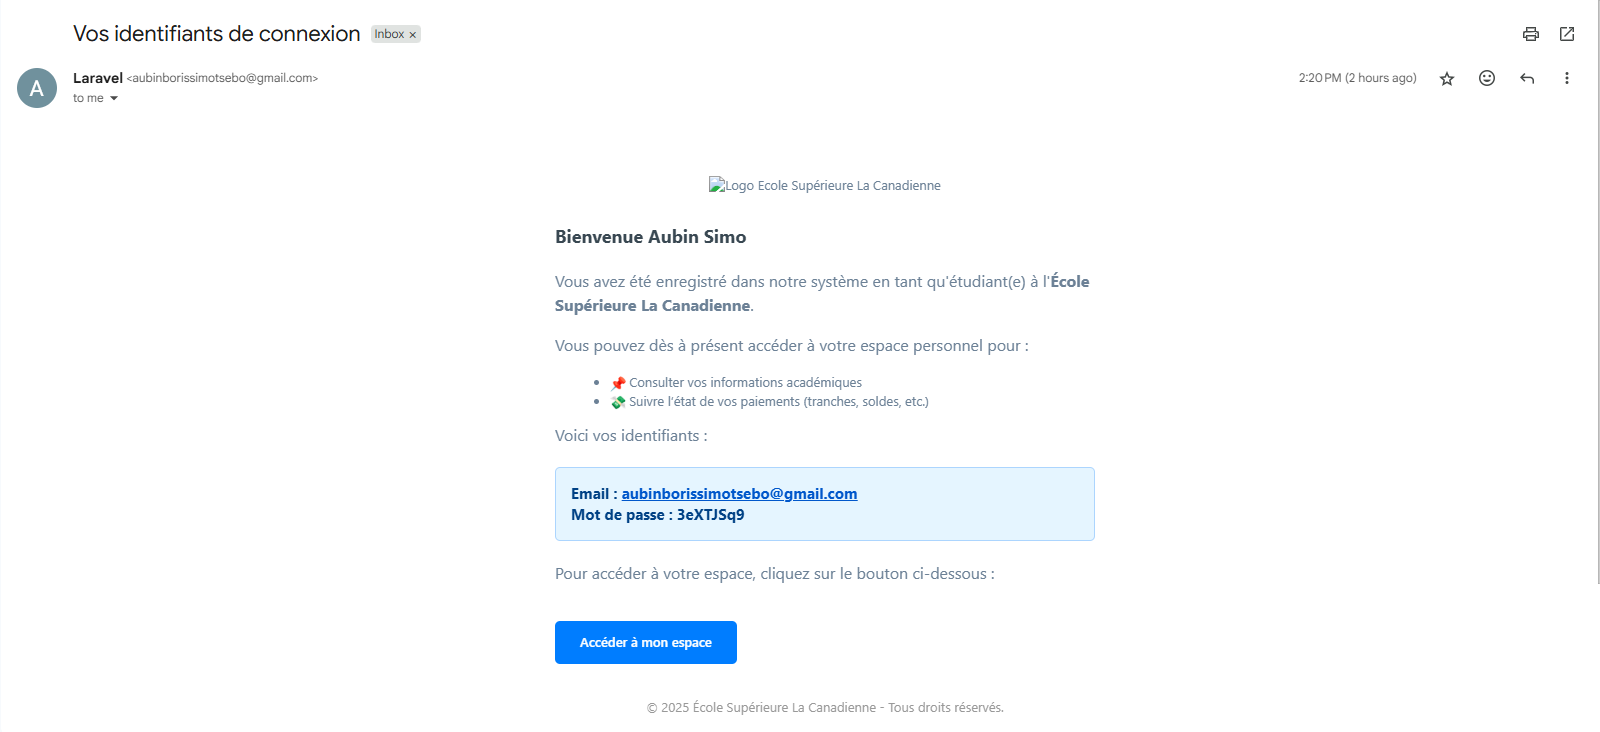 Vos identifiants de connexion Inbox ×
Laravel <aubinborissimotsebo@gmail.com>
2:20 PM (2 hours ago)
A
to me
Logo Ecole Supérieure La Canadienne
Bienvenue Aubin Simo
Vous avez été enregistré dans notre système en tant qu'étudiant(e) à l'École
Supérieure La Canadienne.
Vous pouvez dès à présent accéder à votre espace personnel pour :
• 📌 Consulter vos informations académiques
• 💸 Suivre l'état de vos paiements (tranches, soldes, etc.)
Voici vos identifiants :
Email : aubinborissimotsebo@gmail.com
Mot de passe : 3eXTJSq9
Pour accéder à votre espace, cliquez sur le bouton ci-dessous :
Accéder à mon espace
© 2025 École Supérieure La Canadienne - Tous droits réservés.